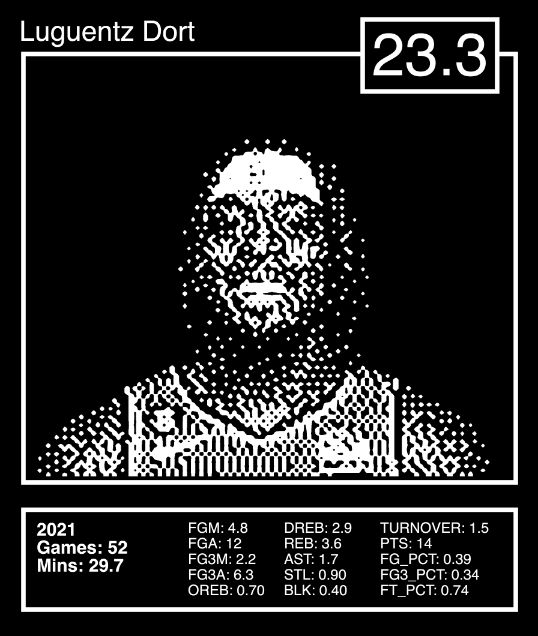 Luguentz Dort
23.3
2021
Games: 52
Mins: 29.7
FGM: 4.8
FGA: 12
FG3M: 2.2
FG3A: 6.3
OREB: 0.70
DREB: 2.9
REB: 3.6
AST: 1.7
STL: 0.90
BLK: 0.40
TURNOVER: 1.5
PTS: 14
FG_PCT: 0.39
FG3_PCT: 0.34
FT_PCT: 0.74